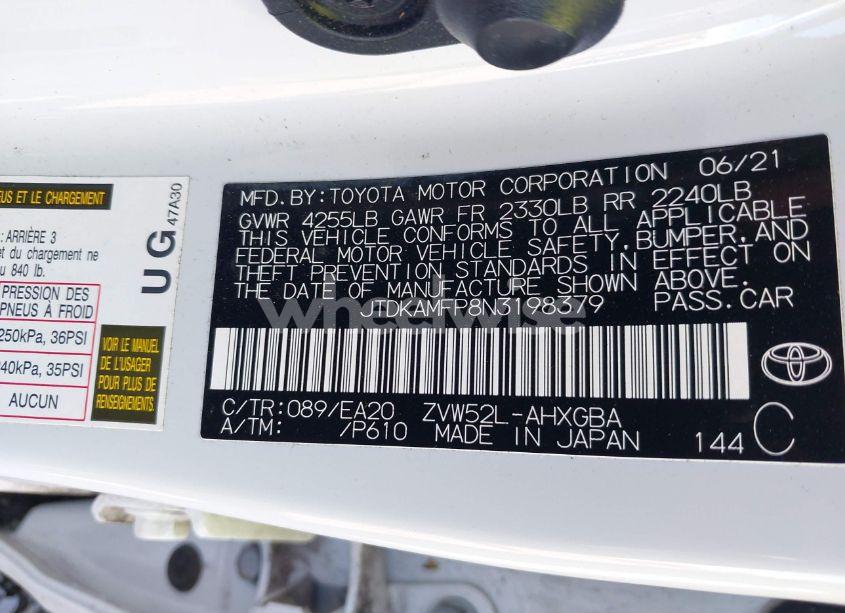 MFD.BY:TOYOTA MOTOR CORPORATION 06/21
GVWR 4255LB GAWR FR 2330LB RR 2240LB
THIS VEHICLE CONFORMS TO ALL APPLICABLE
FEDERAL MOTOR VEHICLE SAFETY,BUMPER,AND
THEFT PREVENTION STANDARDS IN EFFECT ON
THE DATE OF MANUFACTURE SHOWN ABOVE.
JTDKAMFP8N3198379 PASS.CAR
C/TR:089/EA20 ZVW52L-AHXGBA
A/TM: /P610 MADE IN JAPAN 144 C
TOYOTA
wheelwise
ET LE CHARGEMENT
: ARRIÈRE 3
et du chargement ne
840 lb.
PRESSION DES
PNEUS À FROID
250kPa, 36PSI
40kPa, 35PSI
AUCUN
VOIR LE MANUEL
DE L'USAGER
POUR PLUS DE
RENSEIGNEMENTS.
UG
47A30